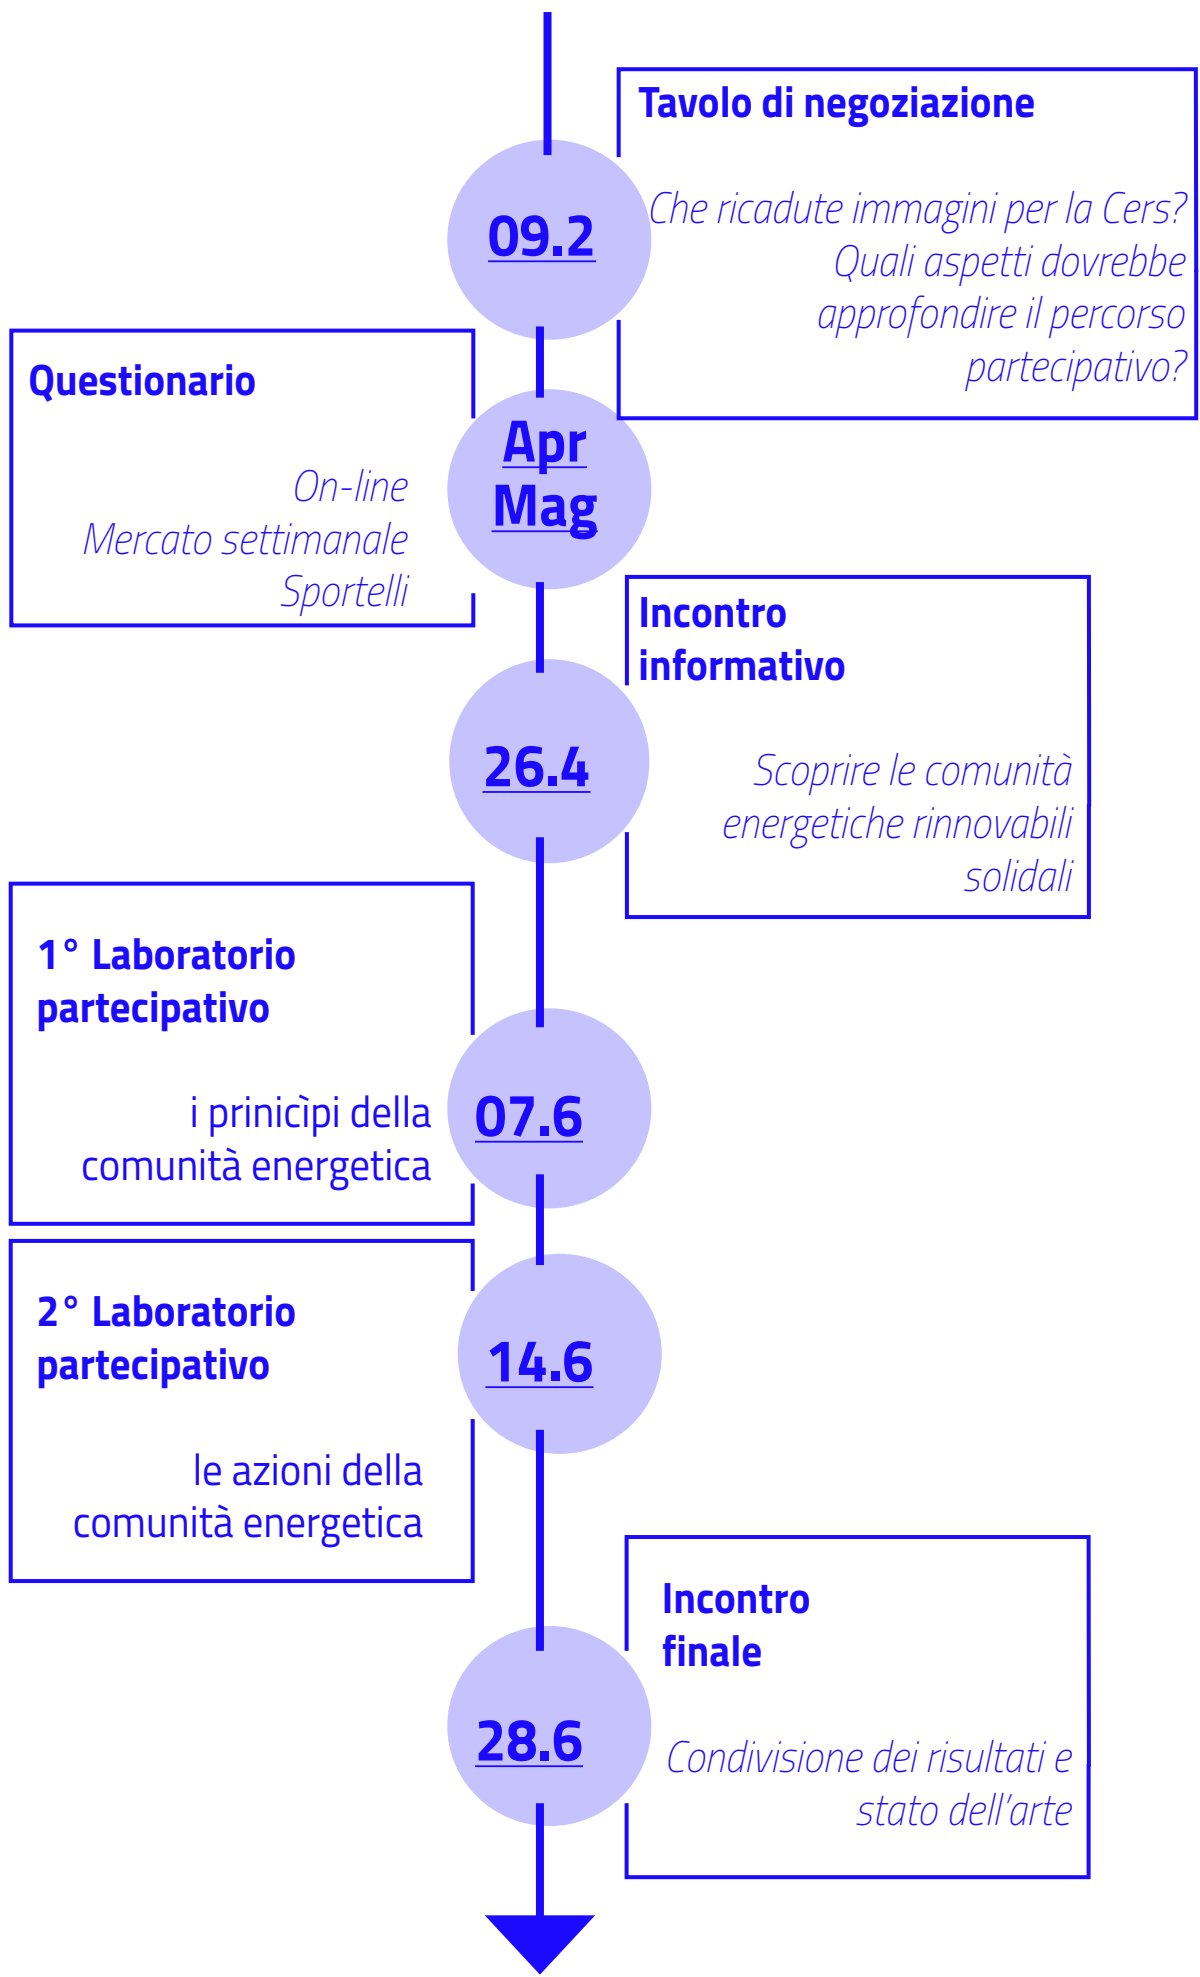 09.2
Tavolo di negoziazione
Che ricadute immagini per la Cers?
Quali aspetti dovrebbe
approfondire il percorso
partecipativo?
Apr
Mag
Questionario
On-line
Mercato settimanale
Sportelli
26.4
Incontro
informativo
Scoprire le comunità
energetiche rinnovabili
solidali
07.6
1° Laboratorio
partecipativo
i prinicìpi della
comunità energetica
14.6
2° Laboratorio
partecipativo
le azioni della
comunità energetica
28.6
Incontro
finale
Condivisione dei risultati e
stato dell'arte